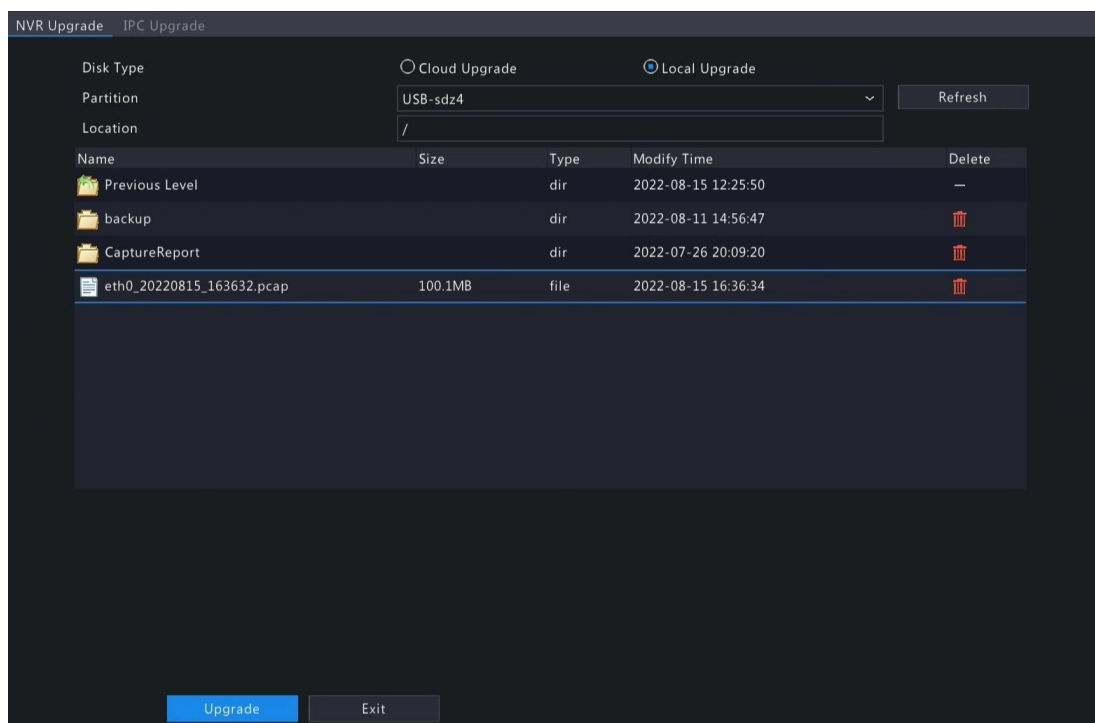 NVR Upgrade IPC Upgrade
Disk Type Cloud Upgrade Local Upgrade
Partition USB-sdz4 Refresh
Location /
Name Size Type Modify Time Delete
Previous Level dir 2022-08-15 12:25:50 —
backup dir 2022-08-11 14:56:47
CaptureReport dir 2022-07-26 20:09:20
eth0_20220815_163632.pcap 100.1MB file 2022-08-15 16:36:34
Upgrade Exit